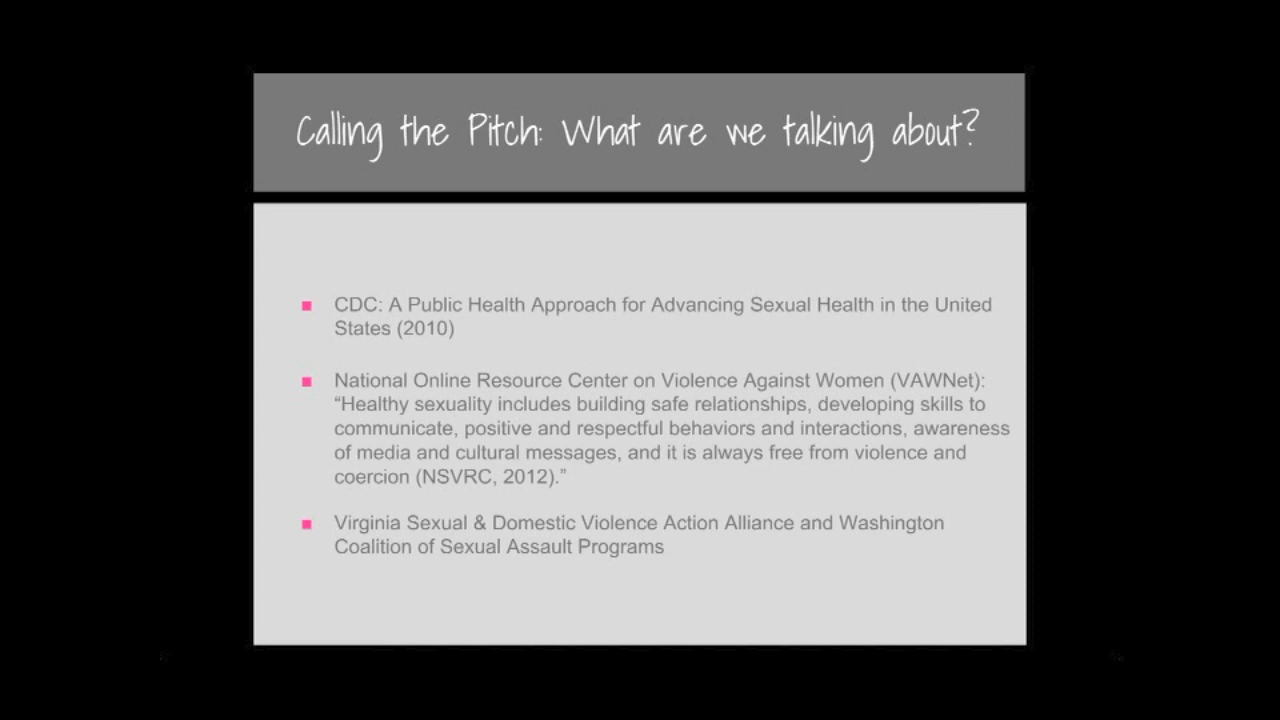 Calling the Pitch: What are we talking about?
CDC: A Public Health Approach for Advancing Sexual Health in the United
States (2010)
National Online Resource Center on Violence Against Women (VAWNet):
“Healthy sexuality includes building safe relationships, developing skills to
communicate, positive and respectful behaviors and interactions, awareness
of media and cultural messages, and it is always free from violence and
coercion (NSVRC, 2012).”
Virginia Sexual & Domestic Violence Action Alliance and Washington
Coalition of Sexual Assault Programs